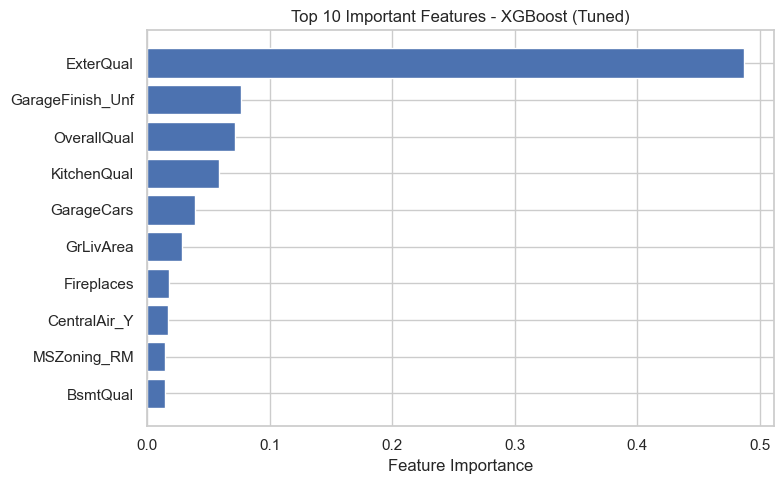 Top 10 Important Features - XGBoost (Tuned)
ExterQual
GarageFinish_Unf
OverallQual
KitchenQual
GarageCars
GrLivArea
Fireplaces
CentralAir_Y
MSZoning_RM
BsmtQual
0.0 0.1 0.2 0.3 0.4 0.5
Feature Importance